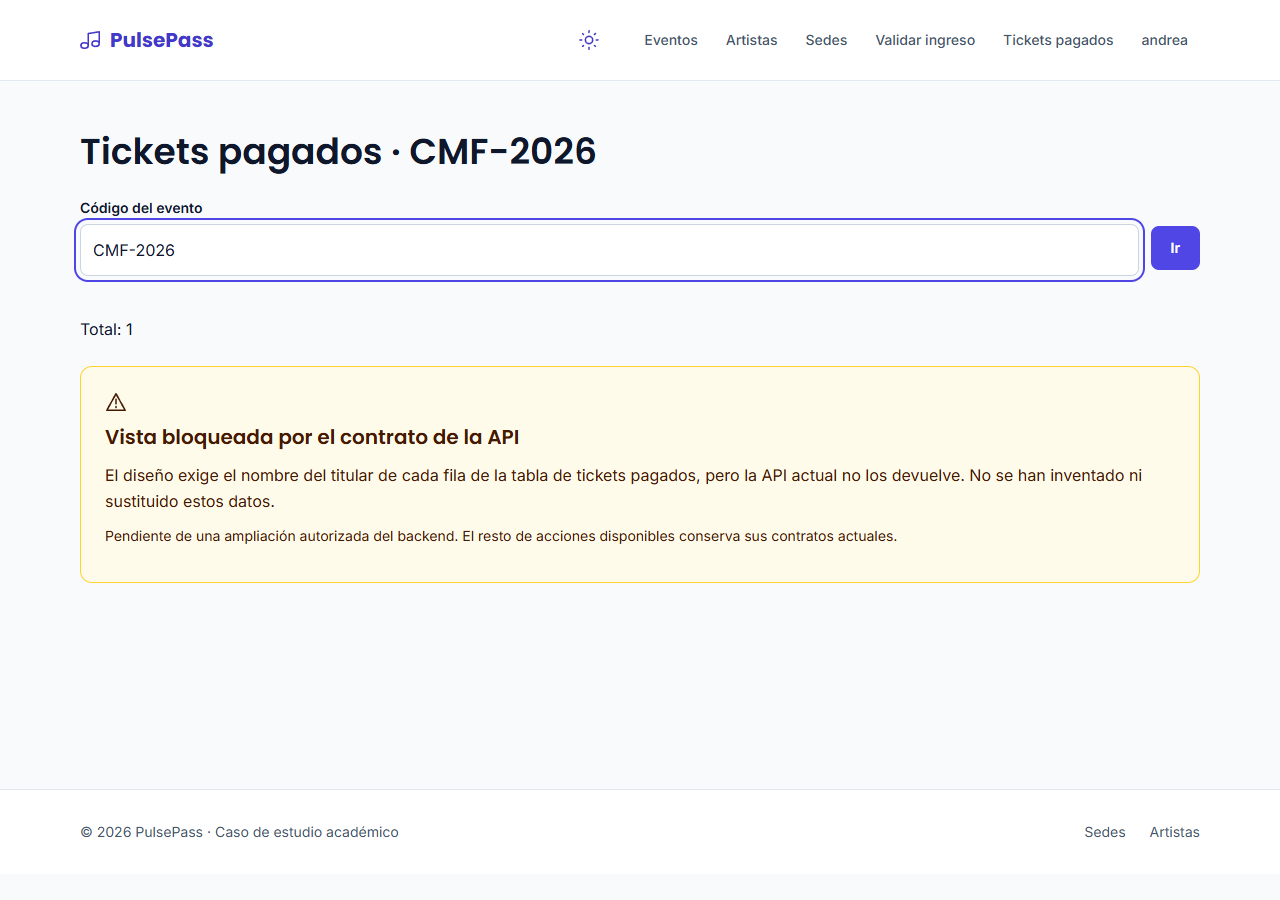 PulsePass
Eventos
Artistas
Sedes
Validar ingreso
Tickets pagados
andrea
Tickets pagados · CMF-2026
Código del evento
CMF-2026
Ir
Total: 1
Vista bloqueada por el contrato de la API
El diseño exige el nombre del titular de cada fila de la tabla de tickets pagados, pero la API actual no los devuelve. No se han inventado ni
sustituido estos datos.
Pendiente de una ampliación autorizada del backend. El resto de acciones disponibles conserva sus contratos actuales.
© 2026 PulsePass · Caso de estudio académico
Sedes
Artistas